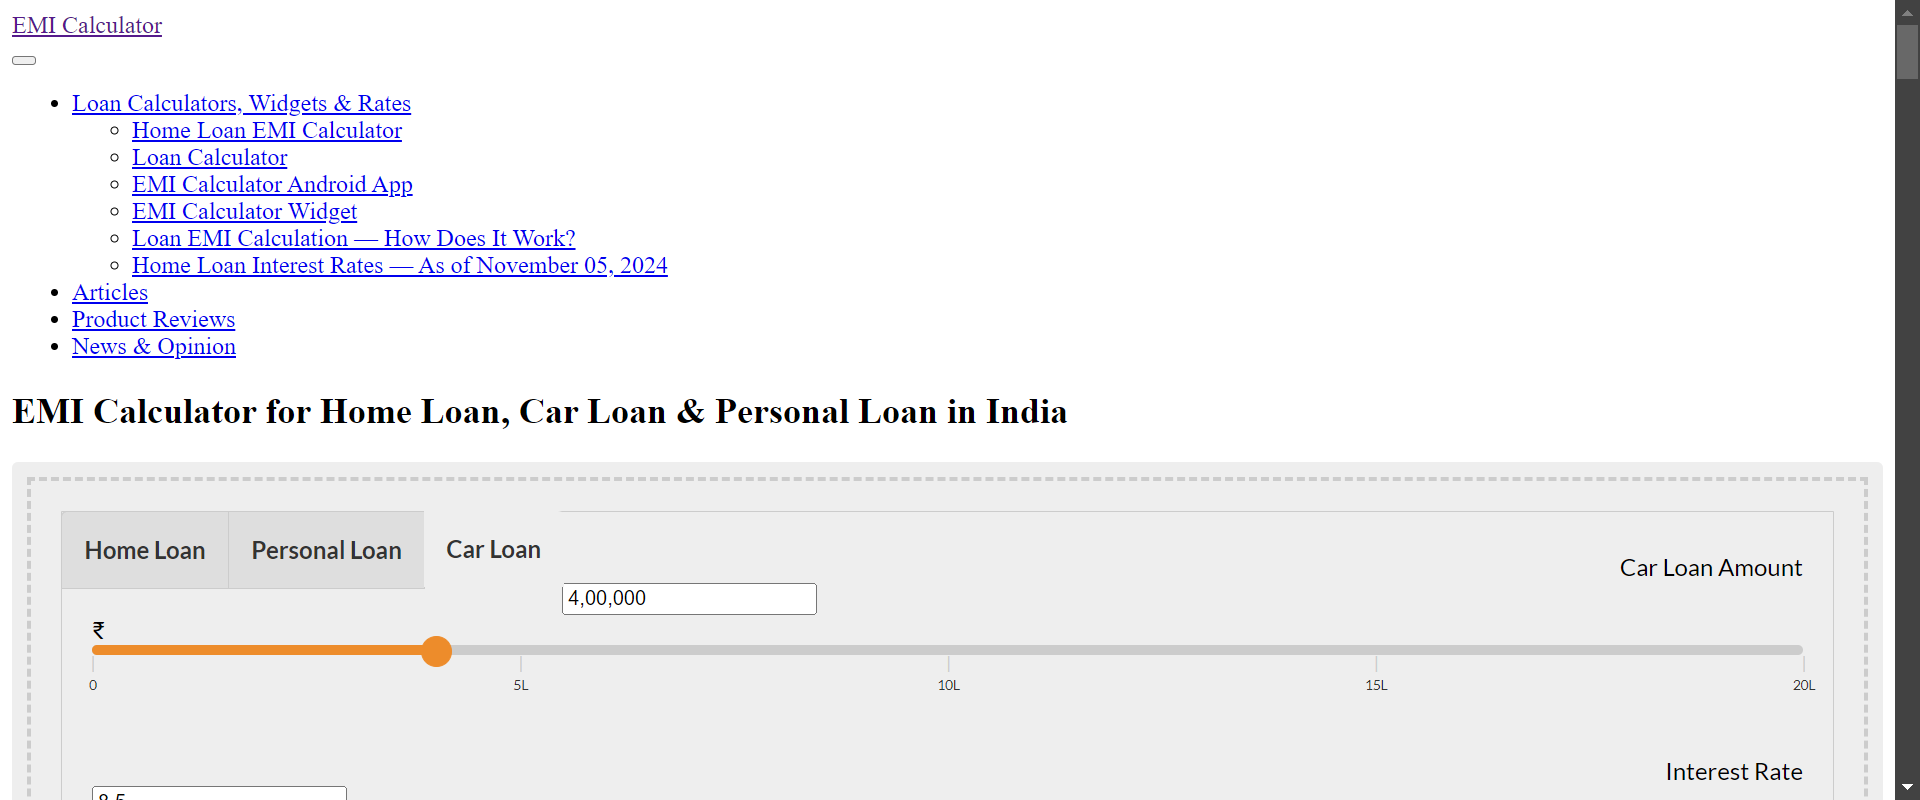 EMI Calculator
Loan Calculators, Widgets & Rates
Home Loan EMI Calculator
Loan Calculator
EMI Calculator Android App
EMI Calculator Widget
Loan EMI Calculation — How Does It Work?
Home Loan Interest Rates — As of November 05, 2024
Articles
Product Reviews
News & Opinion
EMI Calculator for Home Loan, Car Loan & Personal Loan in India
Home Loan Personal Loan Car Loan
Car Loan Amount
4,00,000
₹
0 5L 10L 15L 20L
Interest Rate
8.5